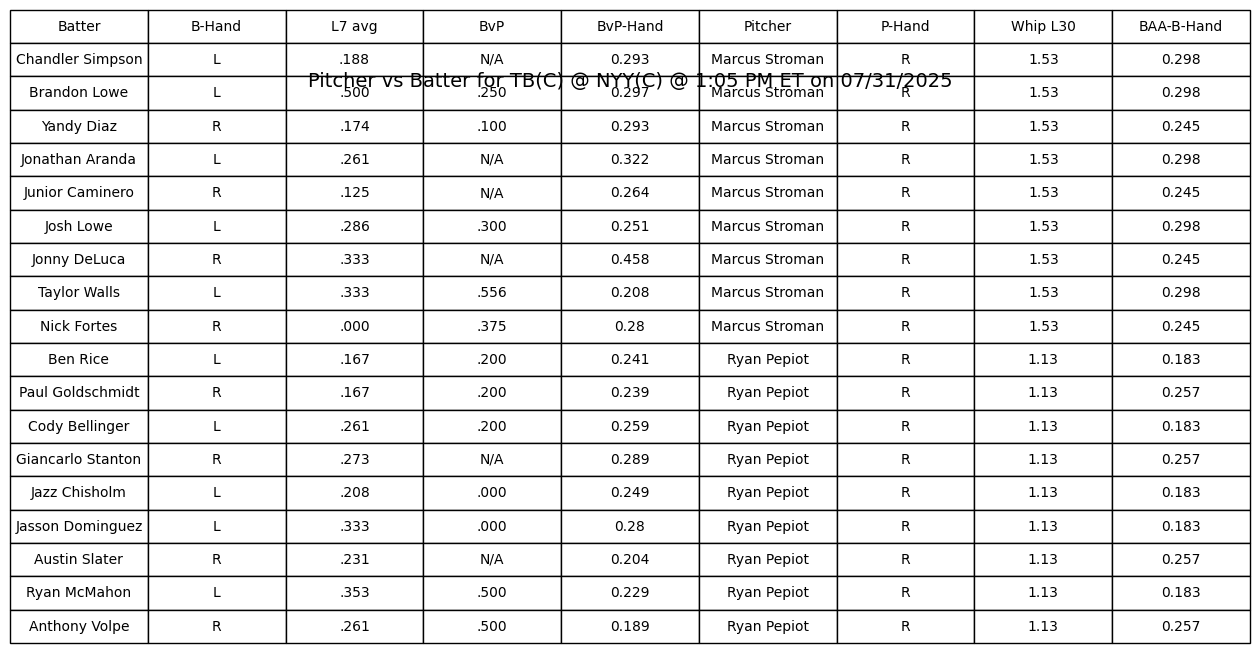 Batter B-Hand L7 avg BvP BvP-Hand Pitcher P-Hand Whip L30 BAA-B-Hand
Chandler Simpson L .188 N/A 0.293 Marcus Stroman R 1.53 0.298
Pitcher vs Batter for TB(C) @ NYY(C) @ 1:05 PM ET on 07/31/2025
Brandon Lowe L .500 .250 0.297 Marcus Stroman R 1.53 0.298
Yandy Diaz R .174 .100 0.293 Marcus Stroman R 1.53 0.245
Jonathan Aranda L .261 N/A 0.322 Marcus Stroman R 1.53 0.298
Junior Caminero R .125 N/A 0.264 Marcus Stroman R 1.53 0.245
Josh Lowe L .286 .300 0.251 Marcus Stroman R 1.53 0.298
Jonny DeLuca R .333 N/A 0.458 Marcus Stroman R 1.53 0.245
Taylor Walls L .333 .556 0.208 Marcus Stroman R 1.53 0.298
Nick Fortes R .000 .375 0.28 Marcus Stroman R 1.53 0.245
Ben Rice L .167 .200 0.241 Ryan Pepiot R 1.13 0.183
Paul Goldschmidt R .167 .200 0.239 Ryan Pepiot R 1.13 0.257
Cody Bellinger L .261 .200 0.259 Ryan Pepiot R 1.13 0.183
Giancarlo Stanton R .273 N/A 0.289 Ryan Pepiot R 1.13 0.257
Jazz Chisholm L .208 .000 0.249 Ryan Pepiot R 1.13 0.183
Jasson Dominguez L .333 .000 0.28 Ryan Pepiot R 1.13 0.183
Austin Slater R .231 N/A 0.204 Ryan Pepiot R 1.13 0.257
Ryan McMahon L .353 .500 0.229 Ryan Pepiot R 1.13 0.183
Anthony Volpe R .261 .500 0.189 Ryan Pepiot R 1.13 0.257